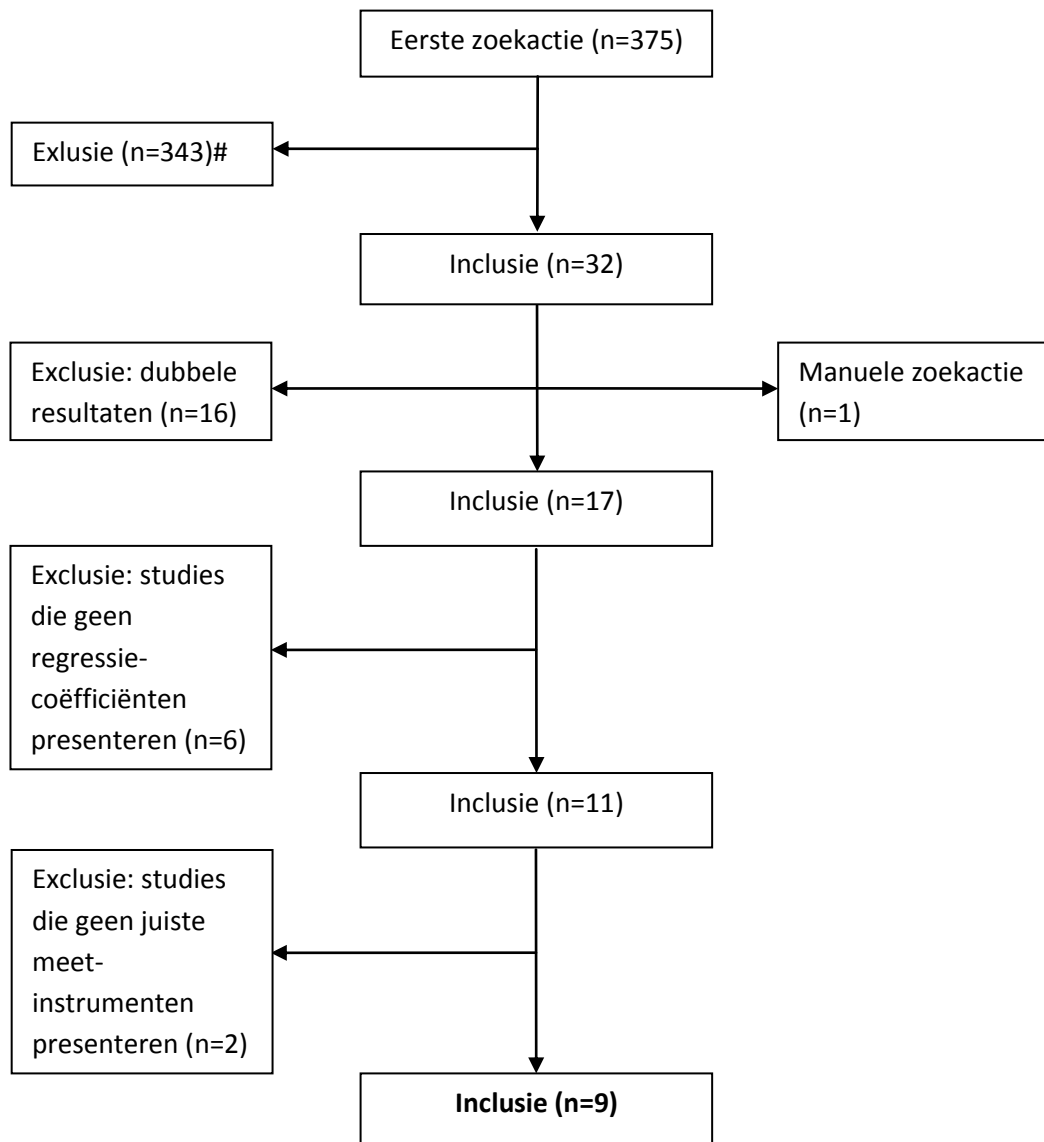 Eerste zoekactie (n=375)
Exlusie (n=343)#
Inclusie (n=32)
Exclusie: dubbele
resultaten (n=16)
Manuele zoekactie
(n=1)
Inclusie (n=17)
Exclusie: studies
die geen
regressie-
coëfficiënten
presenteren (n=6)
Inclusie (n=11)
Exclusie: studies
die geen juiste
meet-
instrumenten
presenteren (n=2)
Inclusie (n=9)